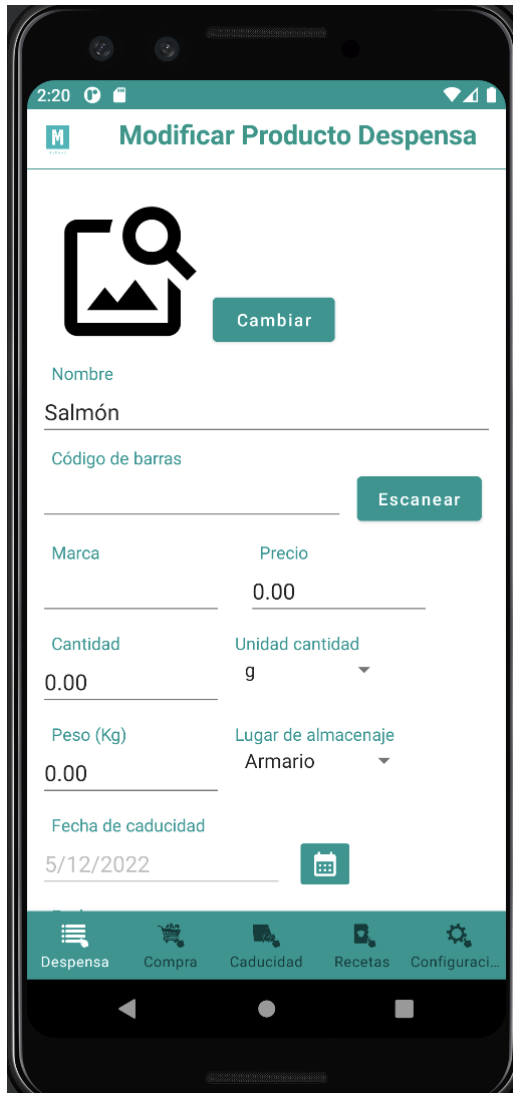 2:20
M
Modificar Producto Despensa
Cambiar
Nombre
Salmón
Código de barras
Escanear
Marca Precio
0.00
Cantidad Unidad cantidad
0.00 g
Peso (Kg) Lugar de almacenaje
0.00 Armario
Fecha de caducidad
5/12/2022
Despensa Compra Caducidad Recetas Configuraci...